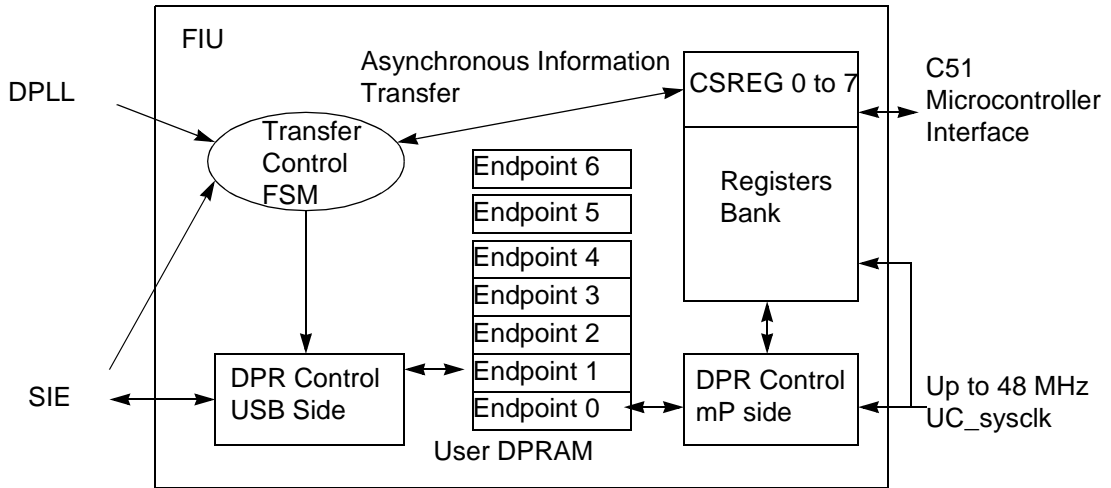 FIU
DPLL
Asynchronous Information
Transfer
CSREG 0 to 7
C51
Microcontroller
Interface
Transfer
Control
FSM
Endpoint 6
Endpoint 5
Endpoint 4
Endpoint 3
Endpoint 2
Endpoint 1
Endpoint 0
Registers
Bank
SIE
DPR Control
USB Side
User DPRAM
DPR Control
mP side
Up to 48 MHz
UC_sysclk